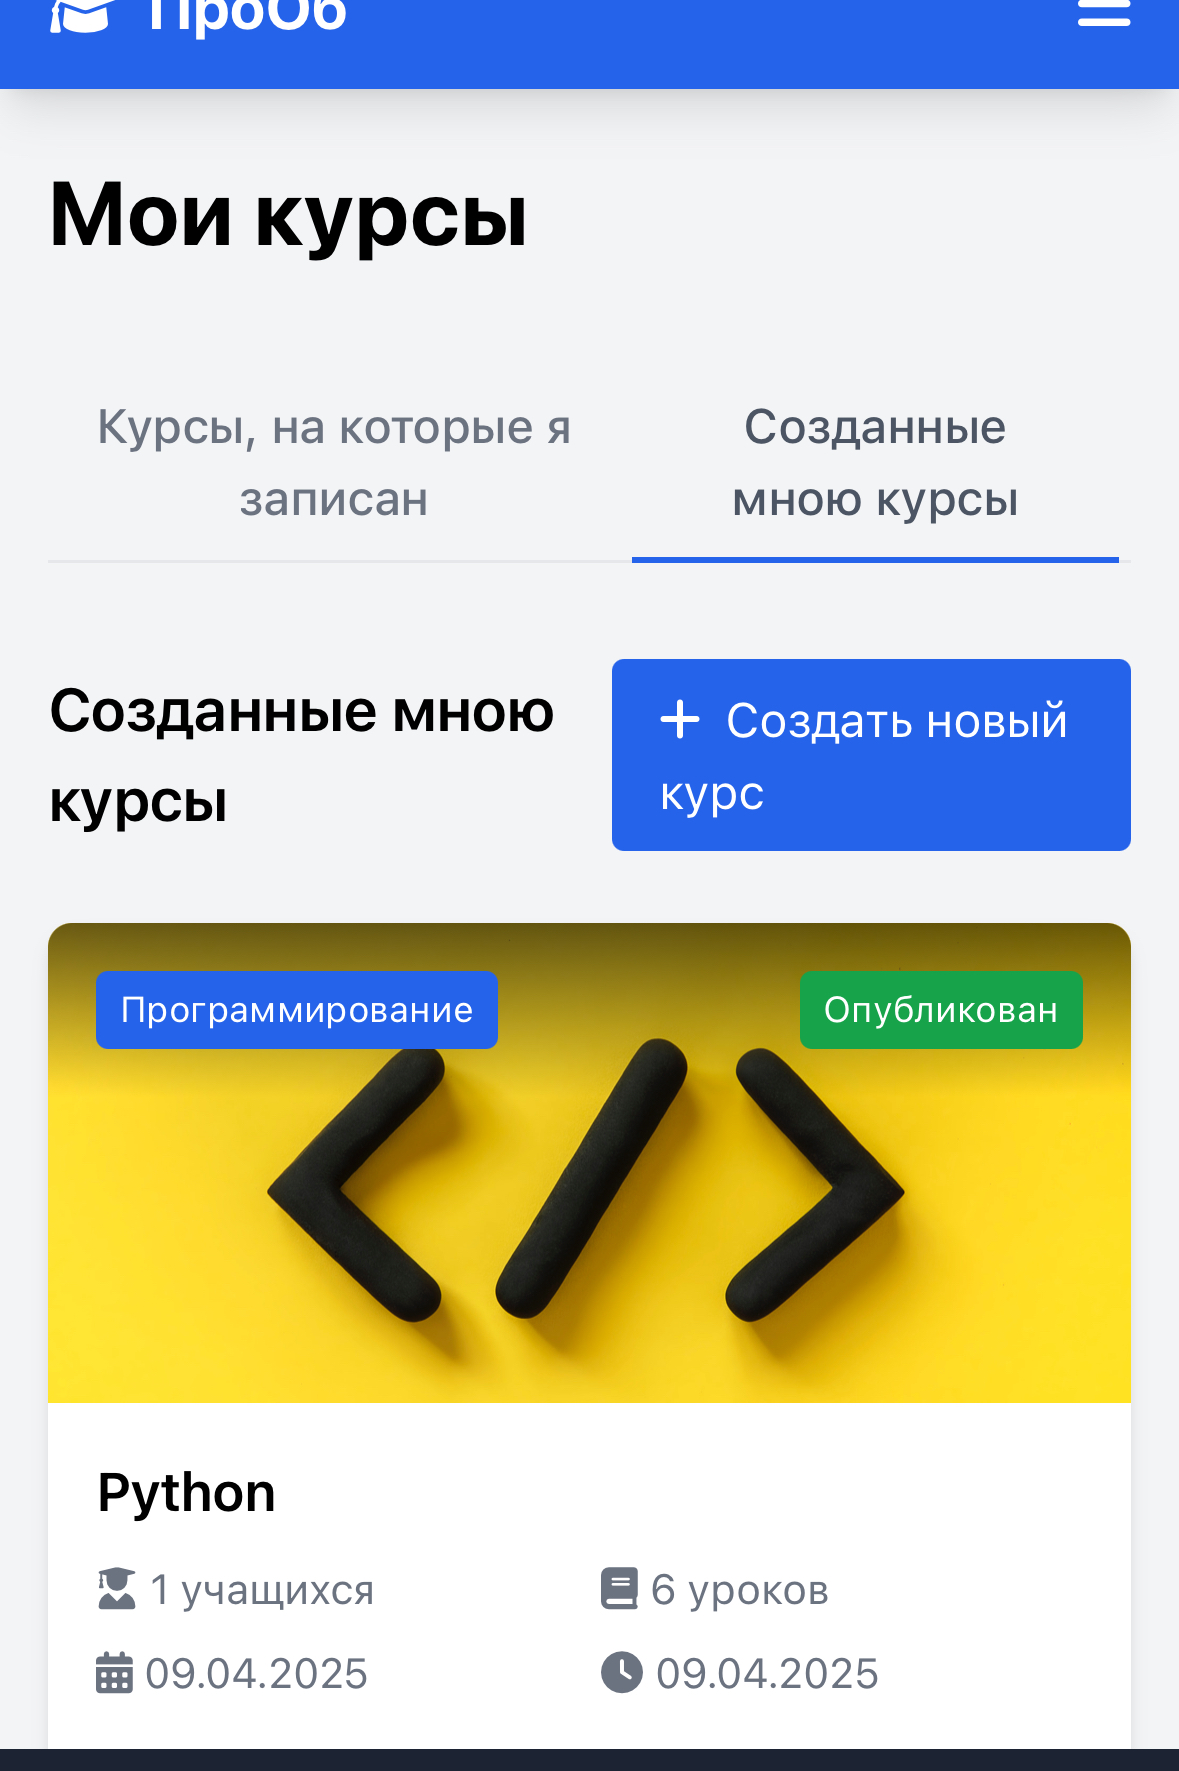 ПроОб
Мои курсы
Курсы, на которые я
записан
Созданные
мною курсы
Созданные мною
курсы
Создать новый
курс
Программирование
Опубликован
Python
1 учащихся
6 уроков
09.04.2025
09.04.2025